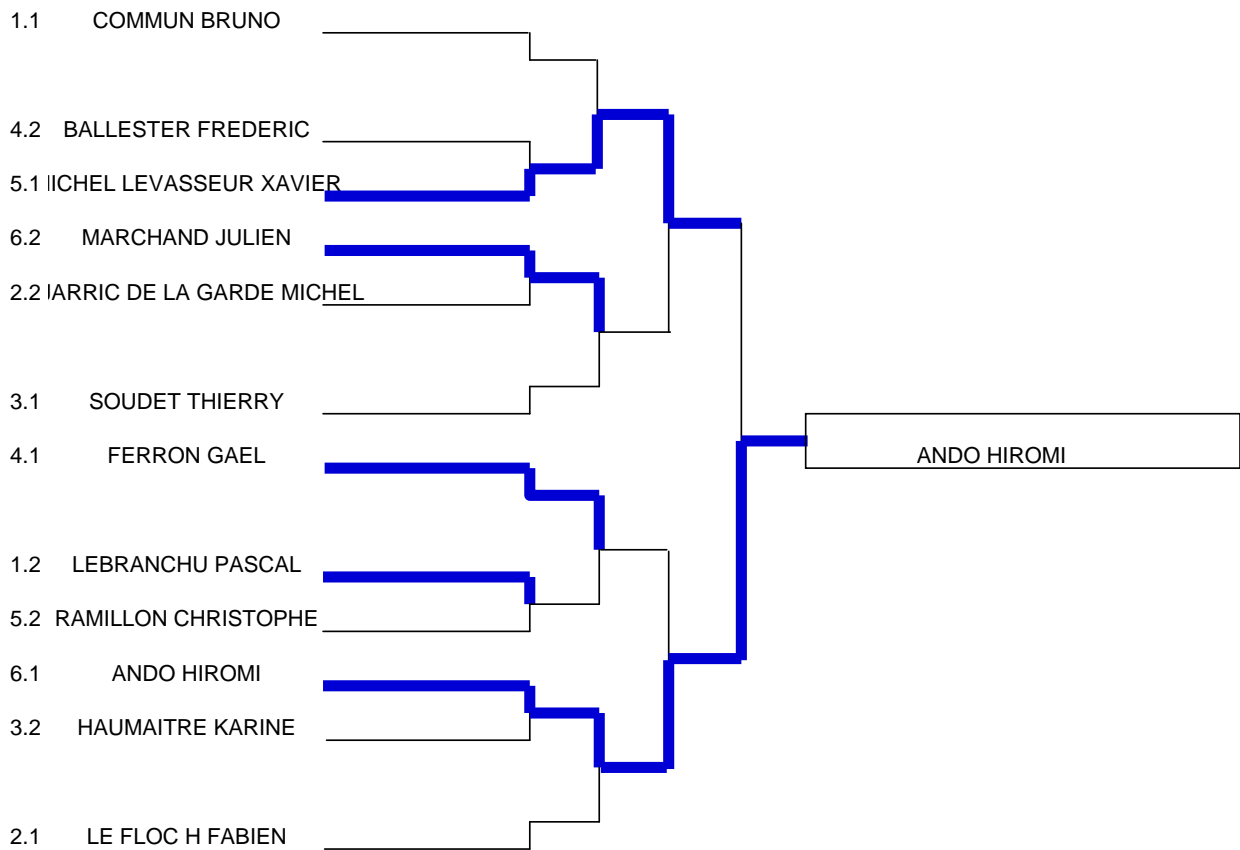 1.1 COMMUN BRUNO
4.2 BALLESTER FREDERIC
5.1 LEVASSEUR XAVIER
6.2 MARCHAND JULIEN
2.2 DE LA GARDE MICHEL
3.1 SOUDET THIERRY
4.1 FERRON GAEL
ANDO HIROMI
1.2 LEBRANCHU PASCAL
5.2 RAMILLON CHRISTOPHE
6.1 ANDO HIROMI
3.2 HAUMAITRE KARINE
2.1 LE FLOC H FABIEN